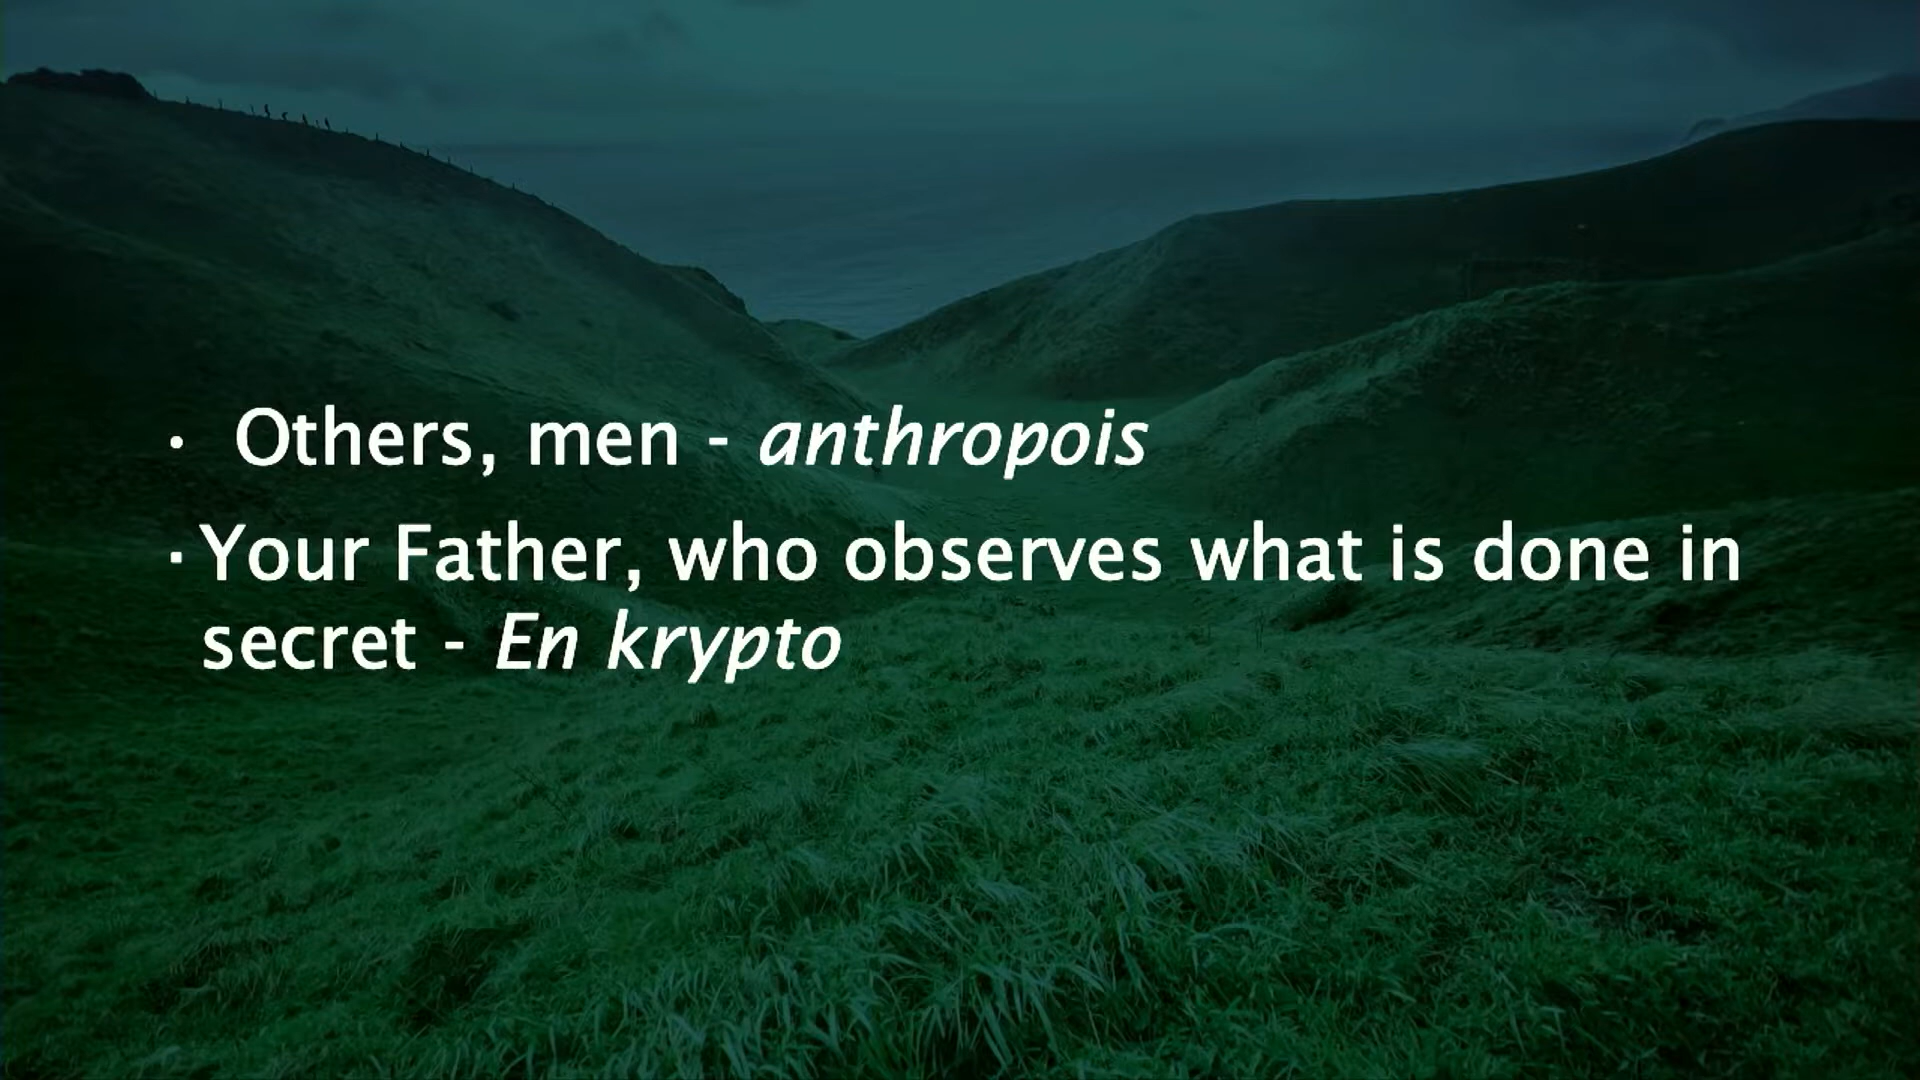 · Others, men - anthropois
· Your Father, who observes what is done in
secret - En krypto